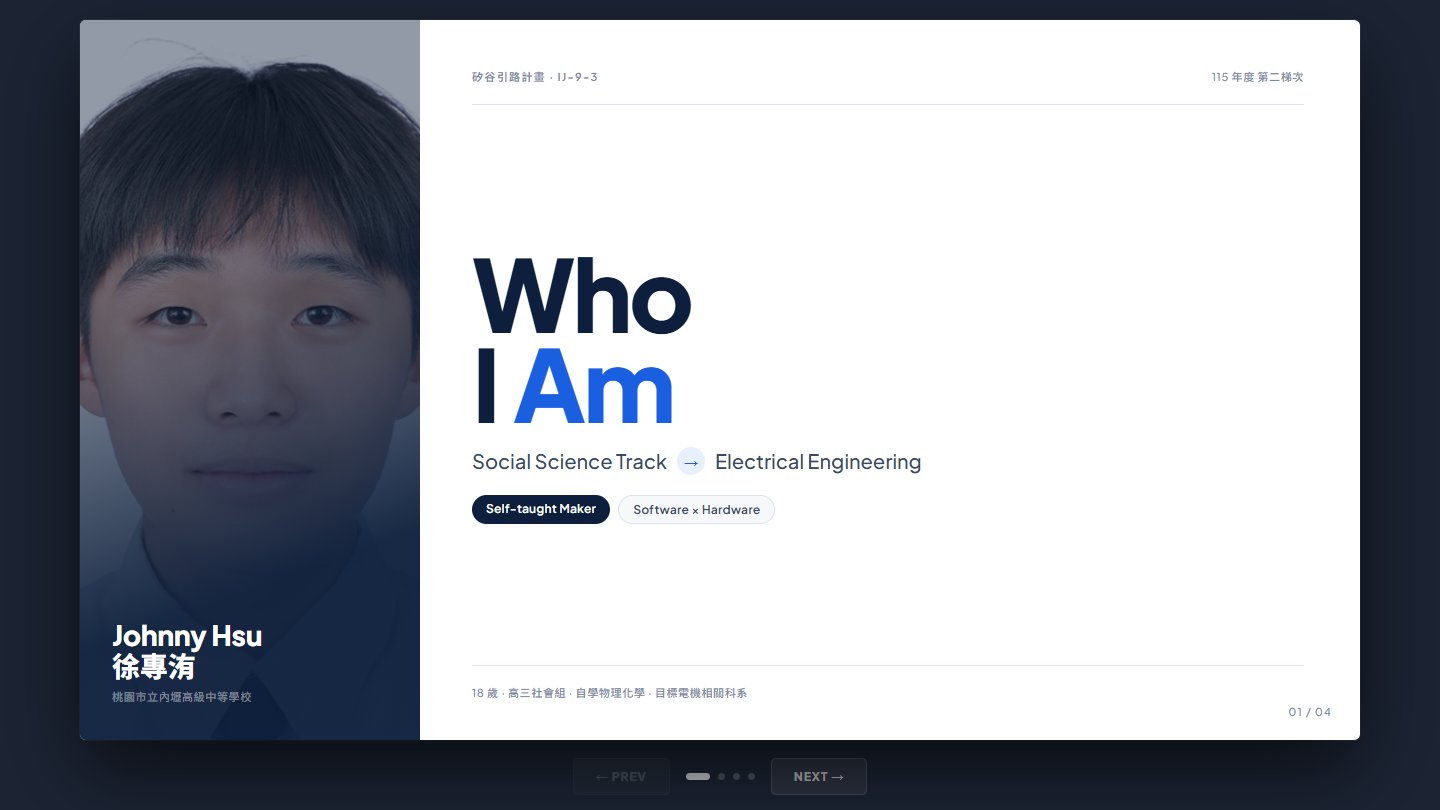 矽谷引路計畫 · IJ-9-3
115 年度 第二梯次
Who
I Am
Social Science Track → Electrical Engineering
Self-taught Maker
Software × Hardware
Johnny Hsu
徐專洧
桃園市立內壢高級中等學校
18 歲 · 高三社會組 · 自學物理化學 · 目標電機相關科系
01 / 04
← PREV
NEXT →